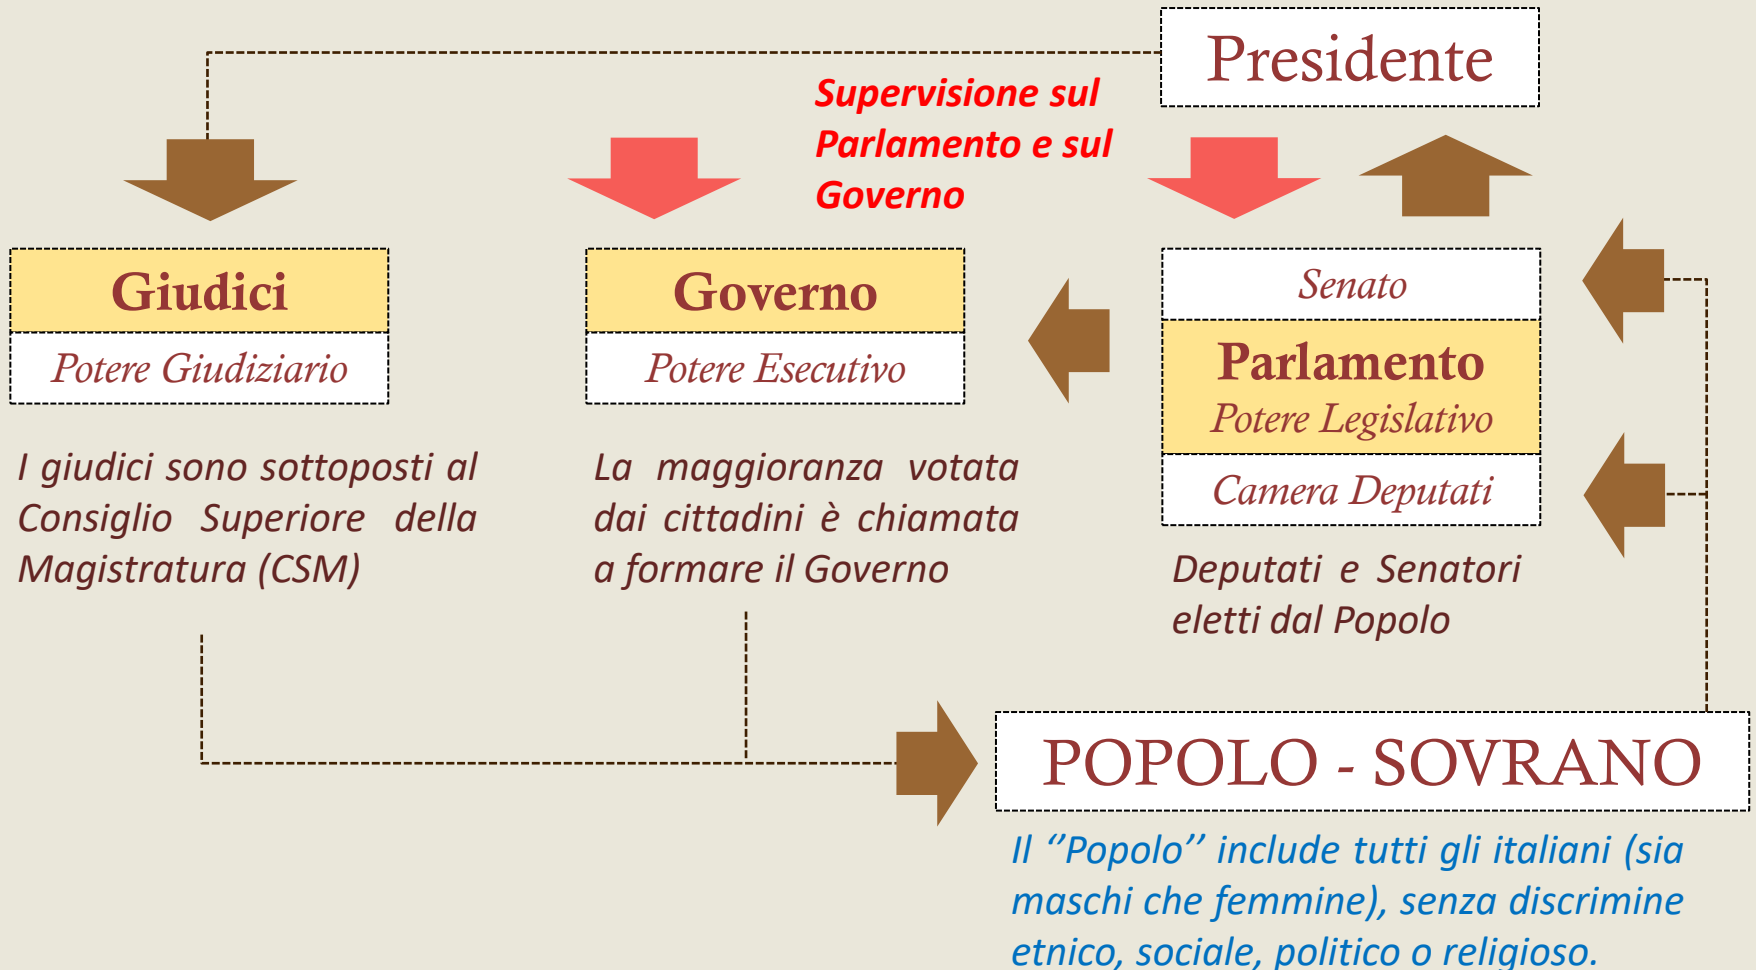 Presidente
Supervisione sul
Parlamento e sul
Governo
Giudici
Potere Giudiziario
I giudici sono sottoposti al
Consiglio Superiore della
Magistratura (CSM)
Governo
Potere Esecutivo
La maggioranza votata
dai cittadini è chiamata
a formare il Governo
Senato
Parlamento
Potere Legislativo
Camera Deputati
Deputati e Senatori
eletti dal Popolo
POPOLO - SOVRANO
Il ‘’Popolo’’ include tutti gli italiani (sia
maschi che femmine), senza discrimine
etnico, sociale, politico o religioso.